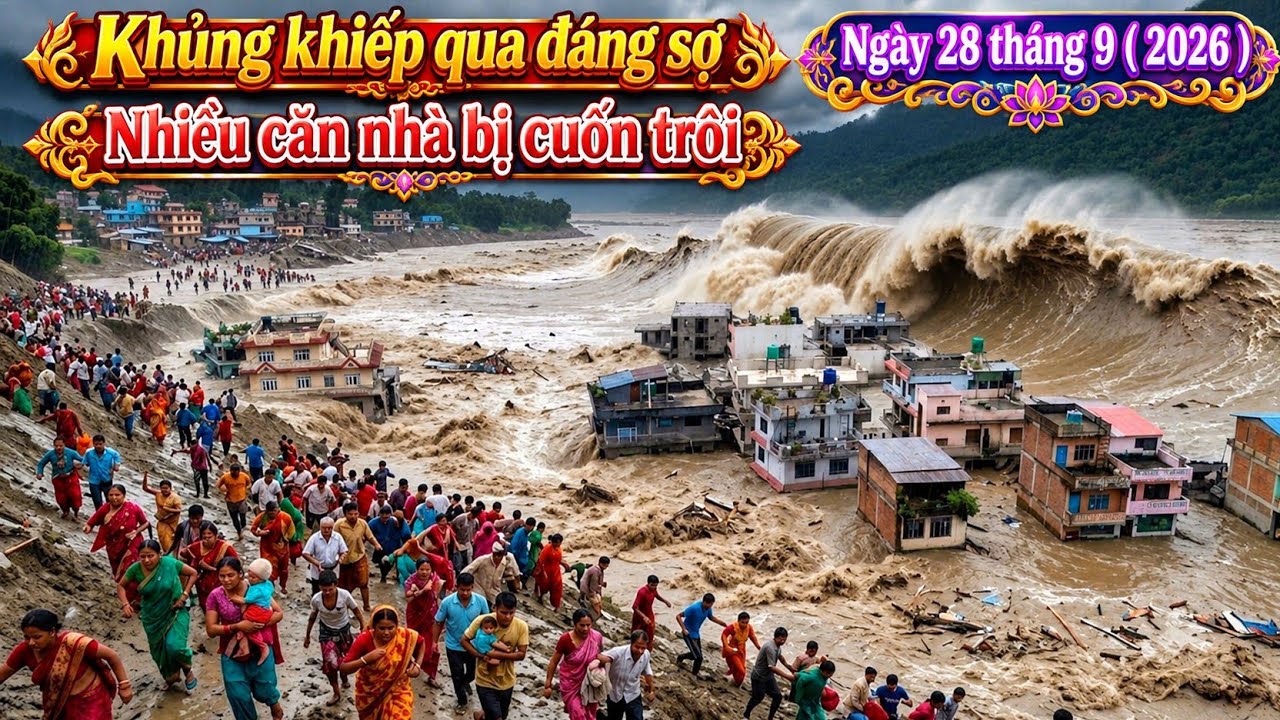 Khủng khiếp qua đáng sợ
Ngày 28 tháng 9 ( 2026 )
Nhiều căn nhà bị cuốn trôi